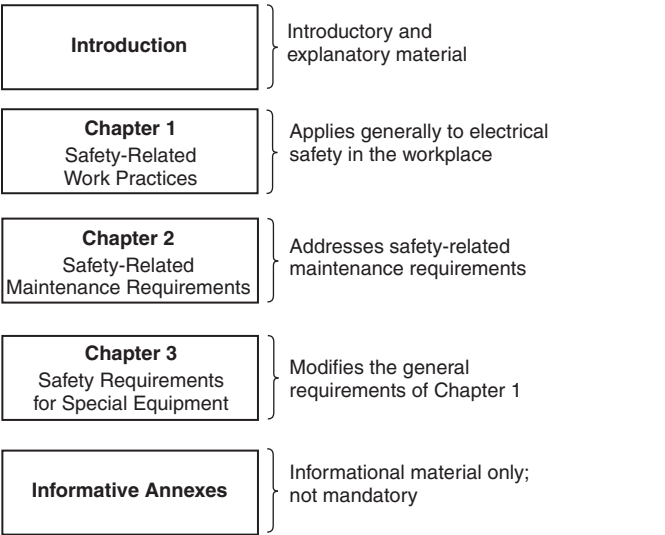 Introduction
Introductory and
explanatory material
Chapter 1
Safety-Related
Work Practices
Applies generally to electrical
safety in the workplace
Chapter 2
Safety-Related
Maintenance Requirements
Addresses safety-related
maintenance requirements
Chapter 3
Safety Requirements
for Special Equipment
Modifies the general
requirements of Chapter 1
Informative Annexes
Informational material only;
not mandatory